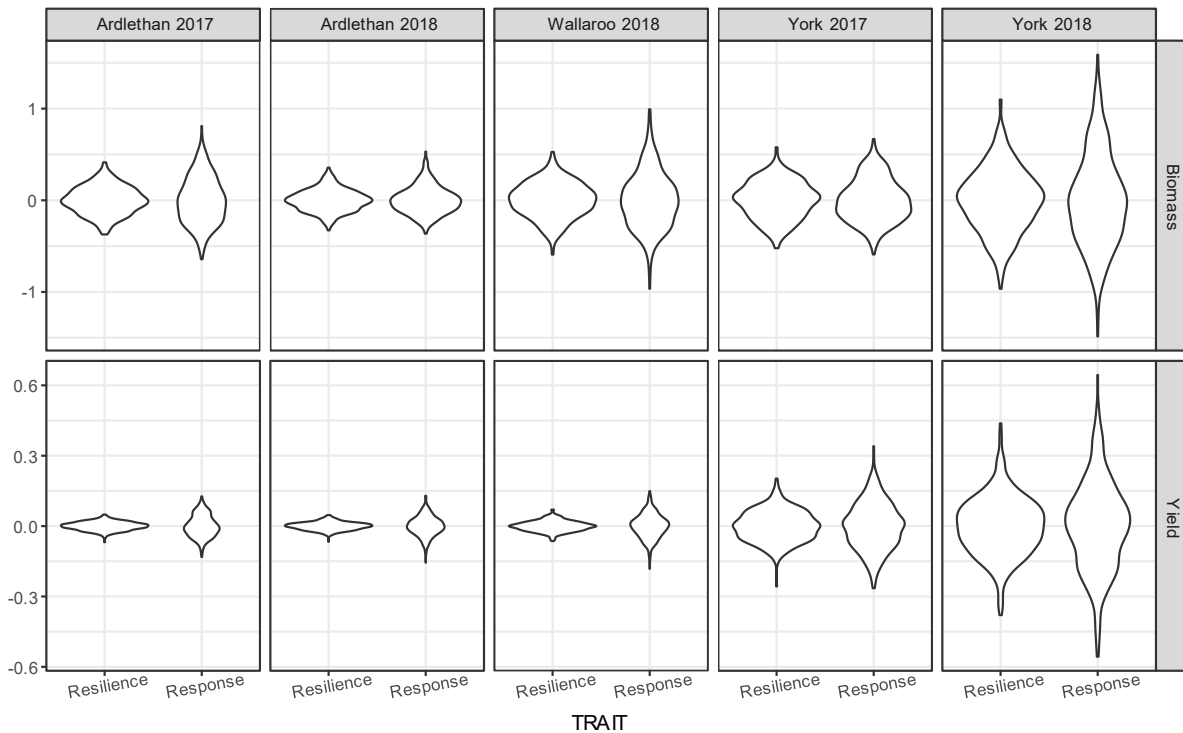 Ardlethan 2017
Ardlethan 2018
Wallaroo 2018
York 2017
York 2018
1
0
-1
Biomass
0.6
0.3
0.0
-0.3
-0.6
Yield
Resilience Response
Resilience Response
Resilience Response
Resilience Response
Resilience Response
TRAIT